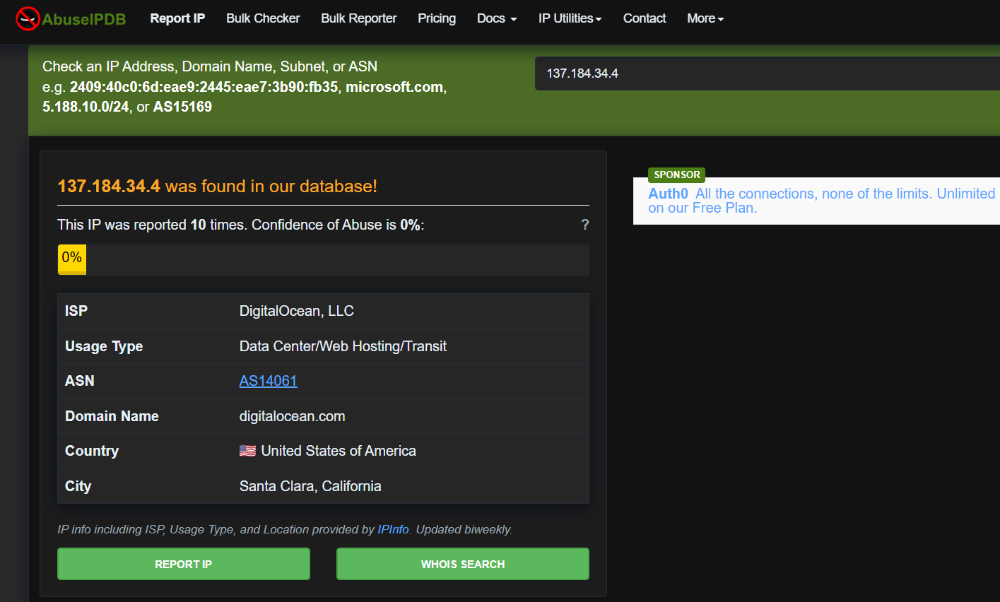 AbuseIPDB Report IP Bulk Checker Bulk Reporter Pricing Docs IP Utilities Contact More
Check an IP Address, Domain Name, Subnet, or ASN
e.g. 2409:40c0:6d:eae9:2445:eae7:3b90:fb35, microsoft.com,
5.188.10.0/24, or AS15169
137.184.34.4
137.184.34.4 was found in our database!
This IP was reported 10 times. Confidence of Abuse is 0%: ?
0%
ISP DigitalOcean, LLC
Usage Type Data Center/Web Hosting/Transit
ASN AS14061
Domain Name digitalocean.com
Country United States of America
City Santa Clara, California
IP info including ISP, Usage Type, and Location provided by IPInfo. Updated biweekly.
REPORT IP WHOIS SEARCH
SPONSOR
Auth0 All the connections, none of the limits. Unlimited
on our Free Plan.